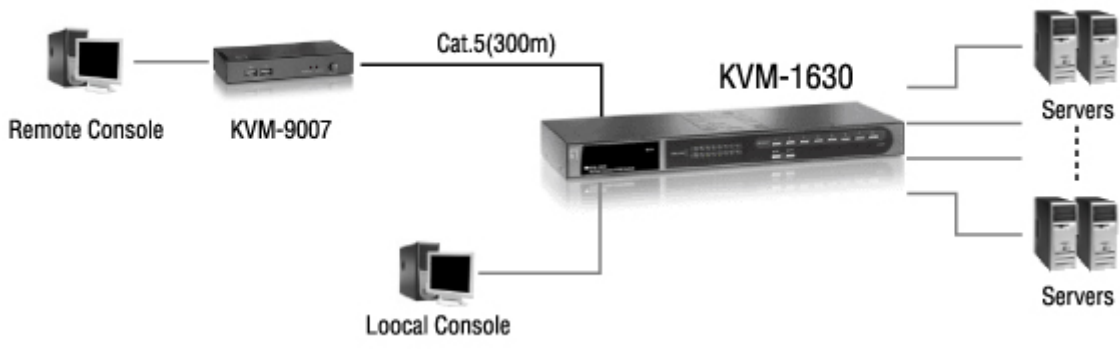 Cat.5(300m)
KVM-1630
Servers
Remote Console
KVM-9007
Loocal Console
Servers